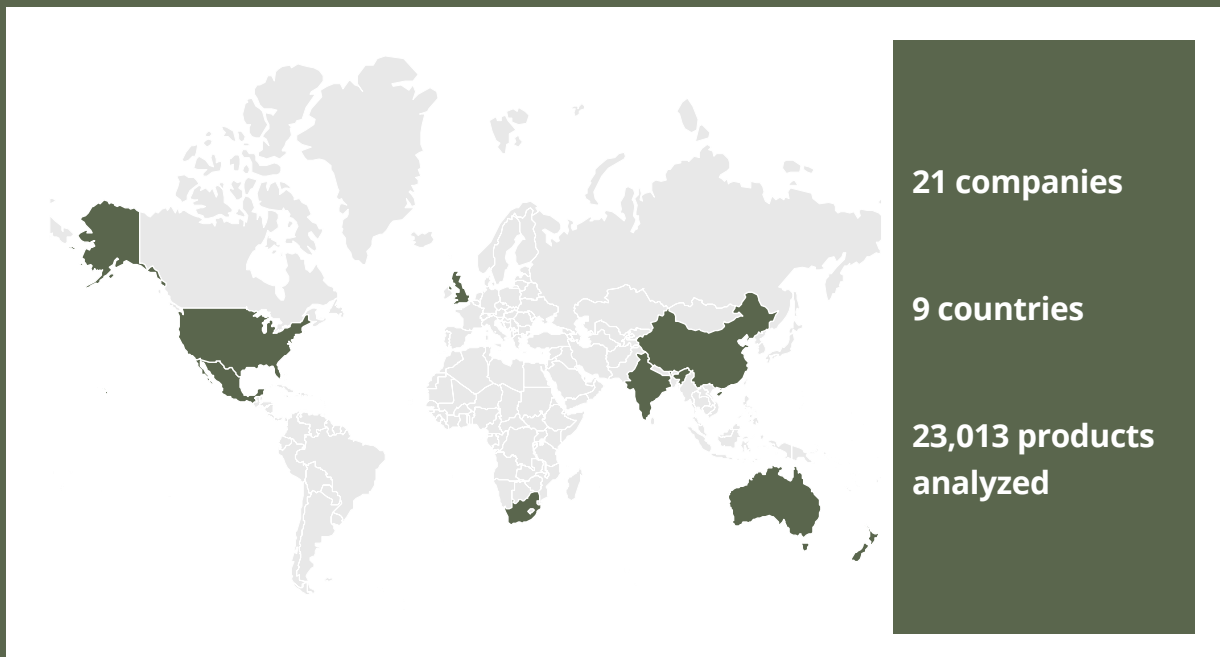 21 companies
9 countries
23,013 products
analyzed